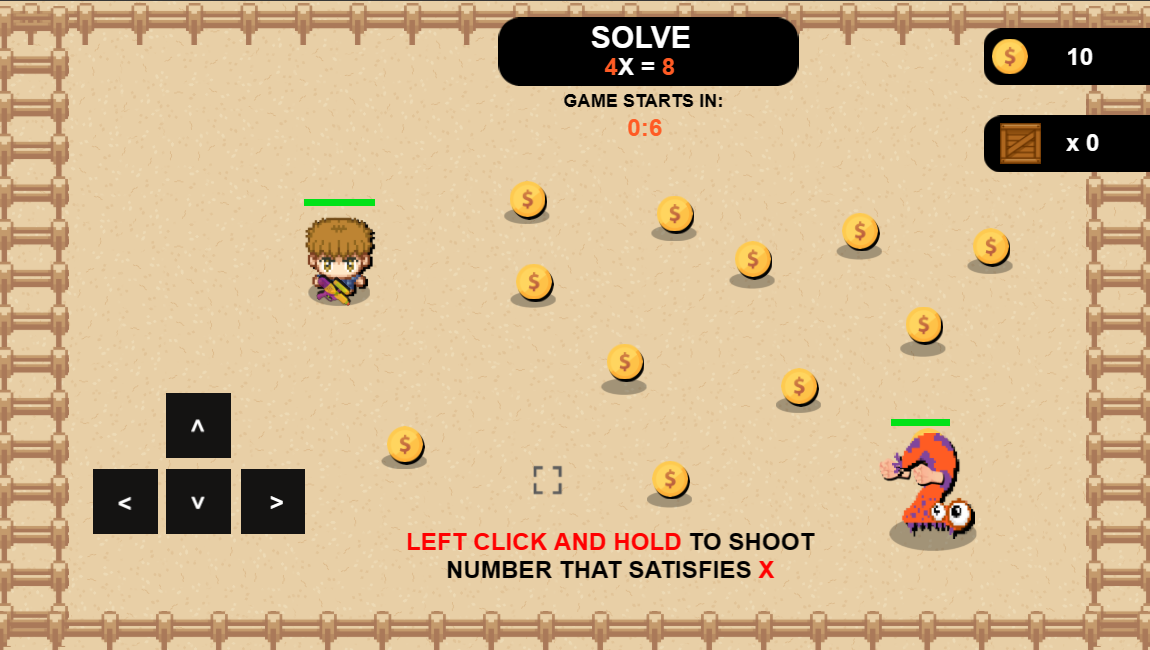 SOLVE
4X = 8
GAME STARTS IN:
0:6
$ 10
x 0
$
$
$
$
$
$
$
$
$
$
$
$
^
< v >
LEFT CLICK AND HOLD TO SHOOT
NUMBER THAT SATISFIES X